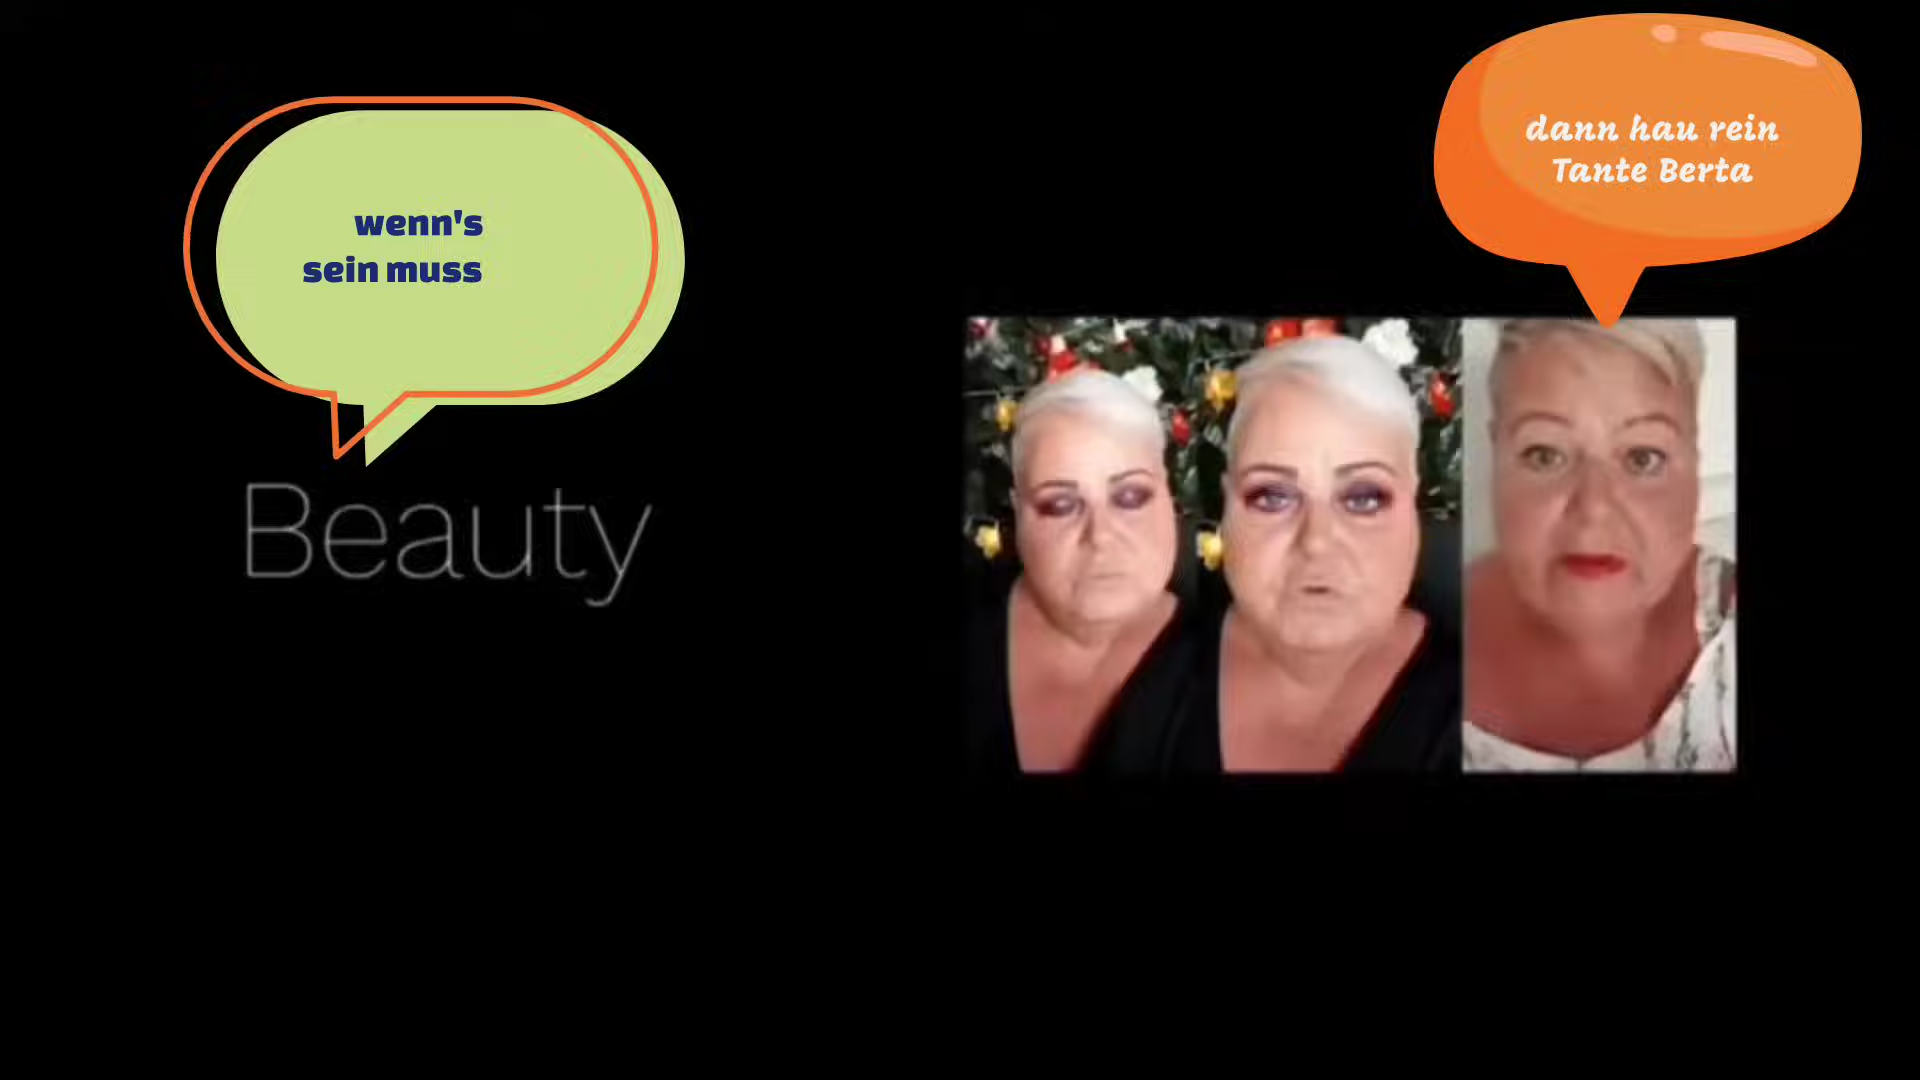 wenn's
sein muss
dann hau rein
Tante Berta
Beauty